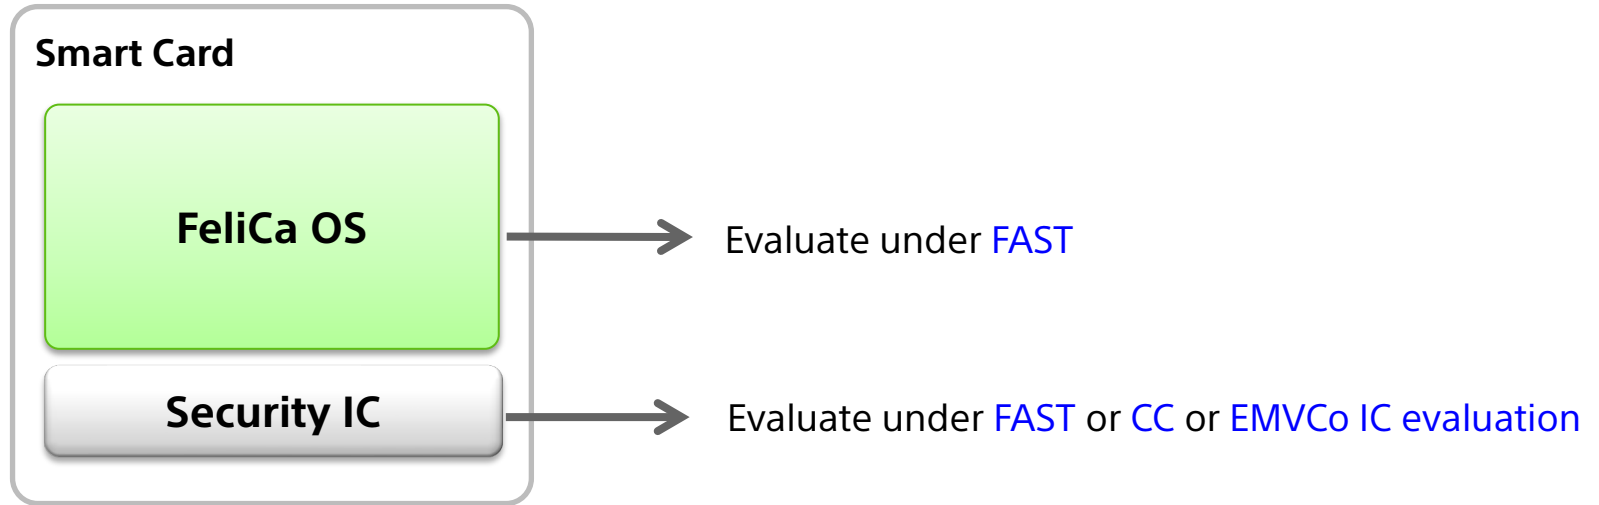 Smart Card
FeliCa OS
Evaluate under FAST
Security IC
Evaluate under FAST or CC or EMVCo IC evaluation